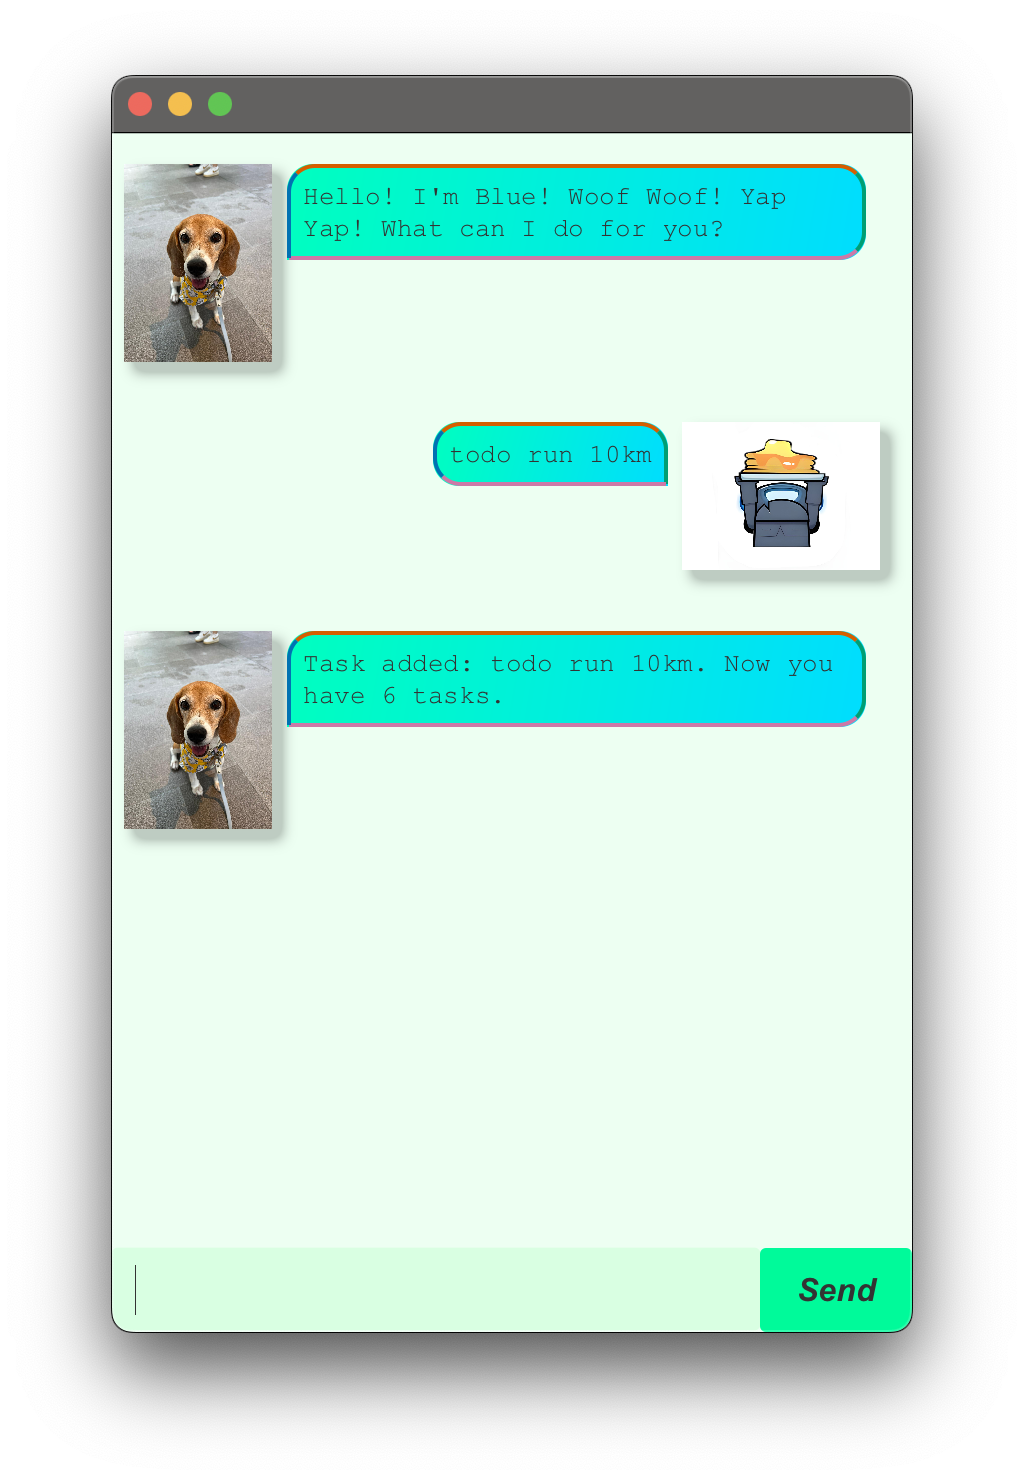 Hello! I'm Blue! Woof Woof! Yap
Yap! What can I do for you?
todo run 10km
Task added: todo run 10km. Now you
have 6 tasks.
Send